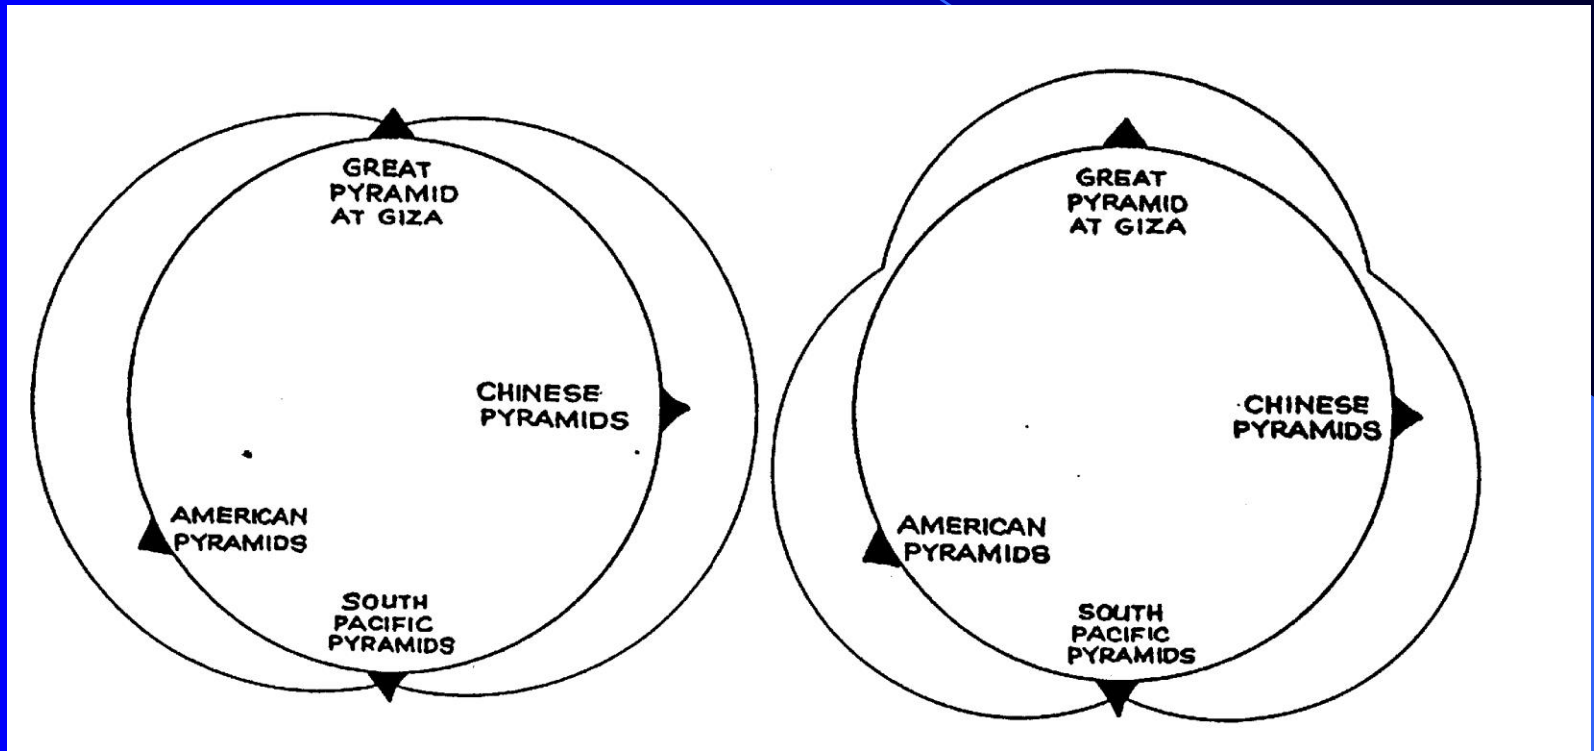 GREAT
PYRAMID
AT GIZA
CHINESE
PYRAMIDS
AMERICAN
PYRAMIDS
SOUTH
PACIFIC
PYRAMIDS
GREAT
PYRAMID
AT GIZA
CHINESE
PYRAMIDS
AMERICAN
PYRAMIDS
SOUTH
PACIFIC
PYRAMIDS